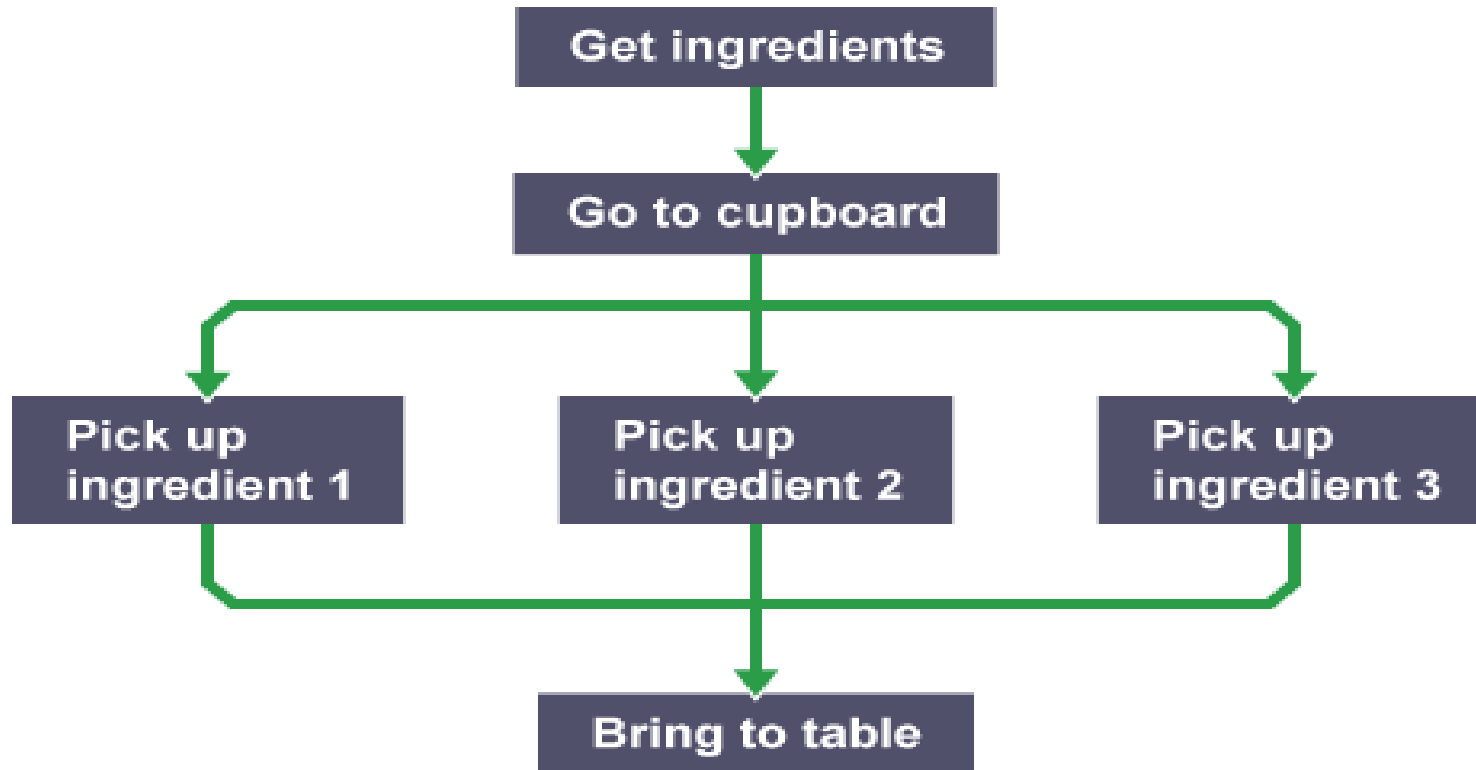 Get ingredients
Go to cupboard
Pick up
ingredient 1
Pick up
ingredient 2
Pick up
ingredient 3
Bring to table